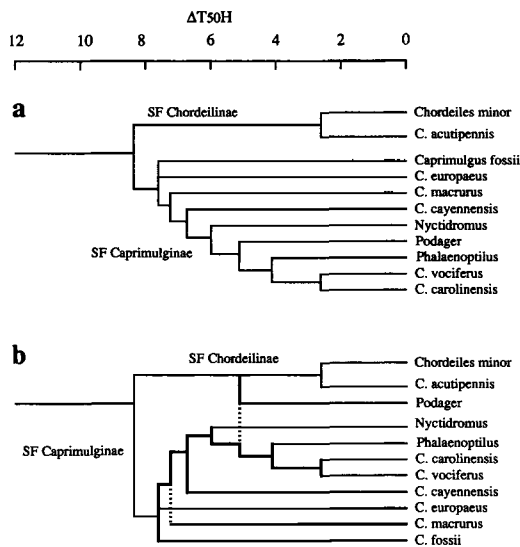 ΔT50H
12 10 8 6 4 2 0
a
SF Chordeilinae
Chordeiles minor
C. acutipennis
Caprimulgus fossii
C. europaeus
C. macrurus
C. cayennensis
Nyctidromus
SF Caprimulginae
Podager
Phalaenoptilus
C. vociferus
C. carolinensis
b
SF Chordeilinae
Chordeiles minor
C. acutipennis
Podager
Nyctidromus
SF Caprimulginae
Phalaenoptilus
C. carolinensis
C. vociferus
C. cayennensis
C. europaeus
C. macrurus
C. fossii